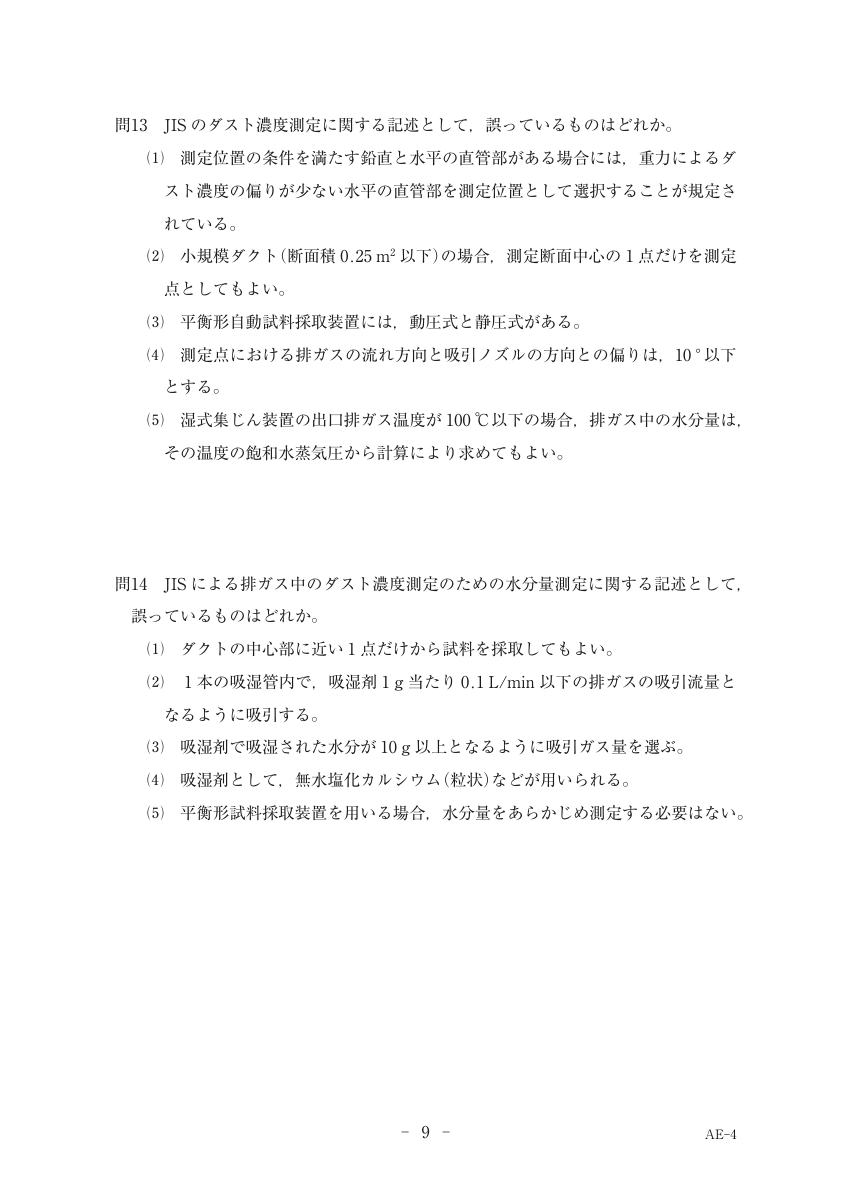 問13　JIS のダスト濃度測定に関する記述として，誤っているものはどれか。
⑴　測定位置の条件を満たす鉛直と水平の直管部がある場合には，重力によるダ
スト濃度の偏りが少ない水平の直管部を測定位置として選択することが規定さ
れている。
⑵　小規模ダクト(断面積 0.25 m² 以下)の場合，測定断面中心の 1 点だけを測定
点としてもよい。
⑶　平衡形自動試料採取装置には，動圧式と静圧式がある。
⑷　測定点における排ガスの流れ方向と吸引ノズルの方向との偏りは，10 ° 以下
とする。
⑸　湿式集じん装置の出口排ガス温度が 100 ℃以下の場合，排ガス中の水分量は，
その温度の飽和水蒸気圧から計算により求めてもよい。
問14　JIS による排ガス中のダスト濃度測定のための水分量測定に関する記述として，
誤っているものはどれか。
⑴　ダクトの中心部に近い 1 点だけから試料を採取してもよい。
⑵　1 本の吸湿管内で，吸湿剤 1 g 当たり 0.1 L/min 以下の排ガスの吸引流量と
なるように吸引する。
⑶　吸湿剤で吸湿された水分が 10 g 以上となるように吸引ガス量を選ぶ。
⑷　吸湿剤として，無水塩化カルシウム(粒状)などが用いられる。
⑸　平衡形試料採取装置を用いる場合，水分量をあらかじめ測定する必要はない。
- 9 -
AE-4